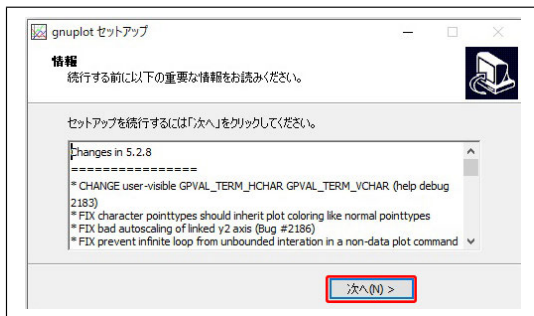 gnuplot セットアップ
情報
続行する前に以下の重要な情報をお読みください。
セットアップを続行するには「次へ」をクリックしてください。
Changes in 5.2.8
================
* CHANGE user-visible GPVAL_TERM_HCHAR GPVAL_TERM_VCHAR (help debug
2183)
* FIX character pointtypes should inherit plot coloring like normal pointtypes
* FIX bad autoscaling of linked y2 axis (Bug #2186)
* FIX prevent infinite loop from unbounded interation in a non-data plot command
次へ(N) >